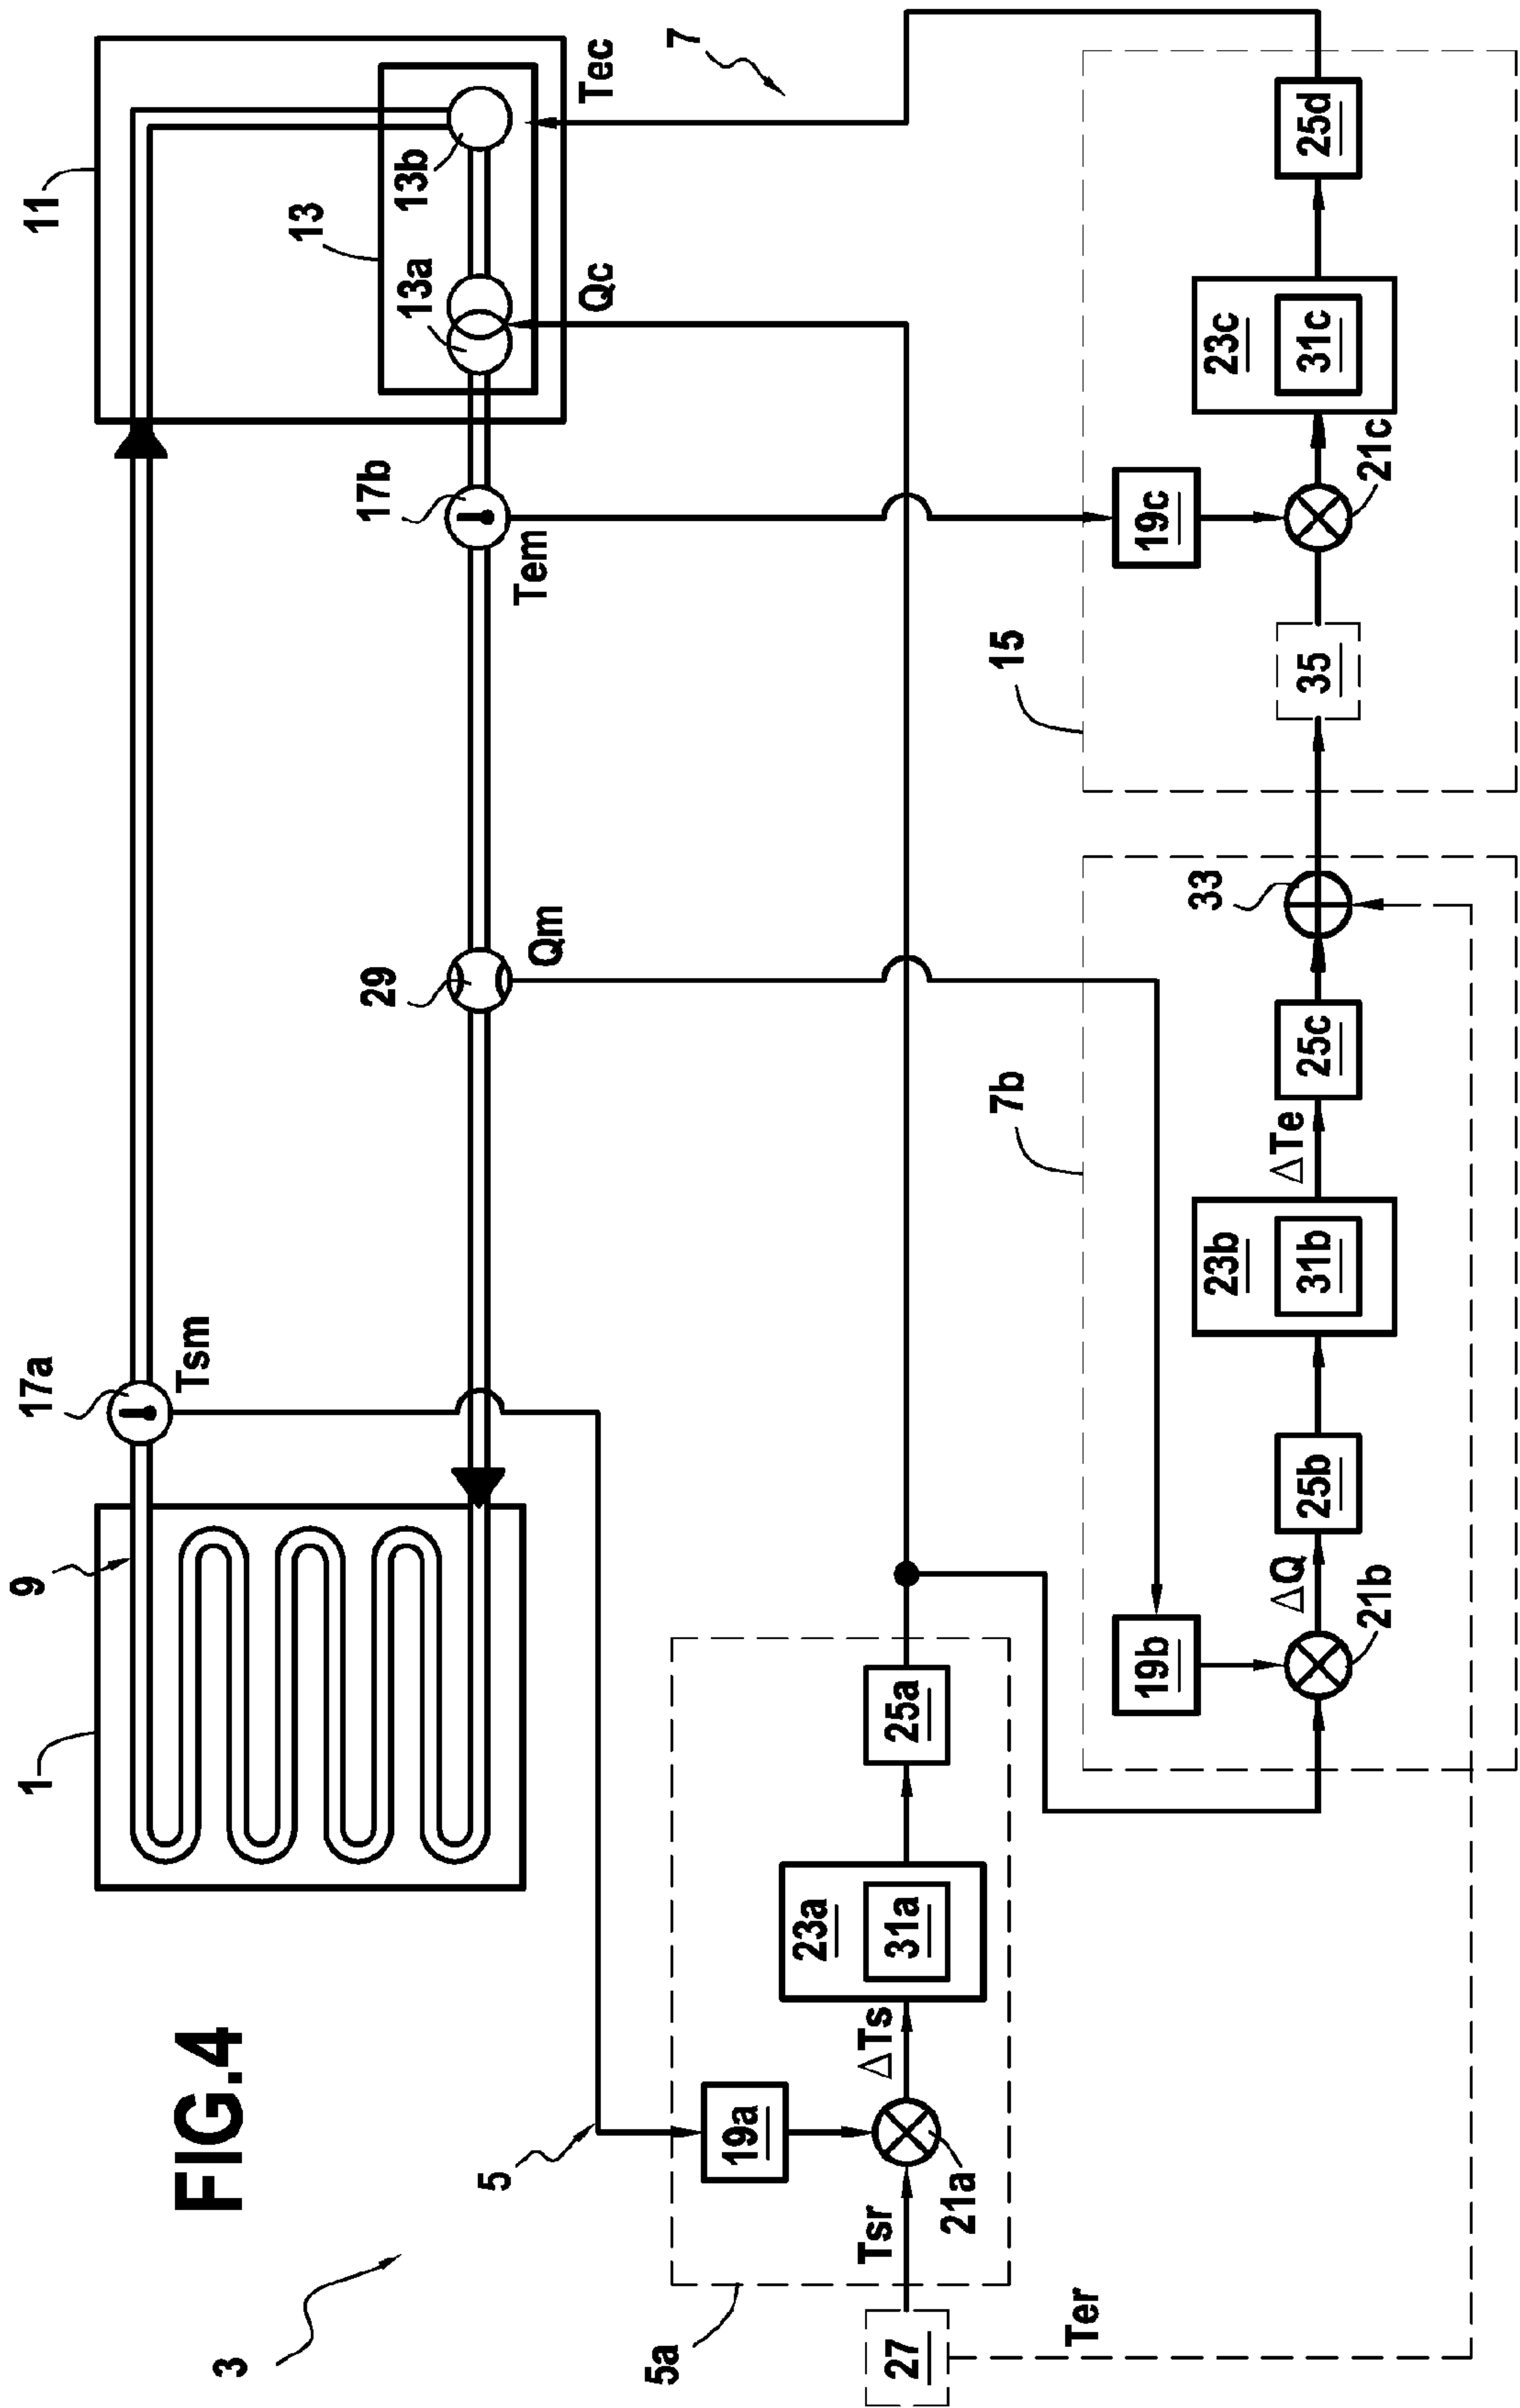 FIG.4
3
1
9
17a
Tsm
11
13
13a
13b
17b
Tem
29
Qm
Qc
Tec
7
5
5a
19a
27
Tsr
21a
ΔTs
23a
31a
25a
Ter
7b
19b
21b
ΔQ
25b
23b
31b
ΔTe
25c
33
15
35
19c
21c
23c
31c
25d